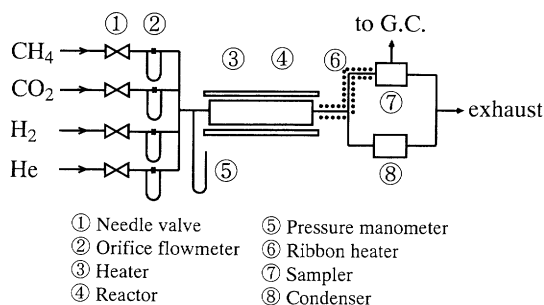 ① ②
to G.C.
CH4
③ ④ ⑥
CO2
⑦
exhaust
H2
He
⑤
⑧
① Needle valve
② Orifice flowmeter
③ Heater
④ Reactor
⑤ Pressure manometer
⑥ Ribbon heater
⑦ Sampler
⑧ Condenser